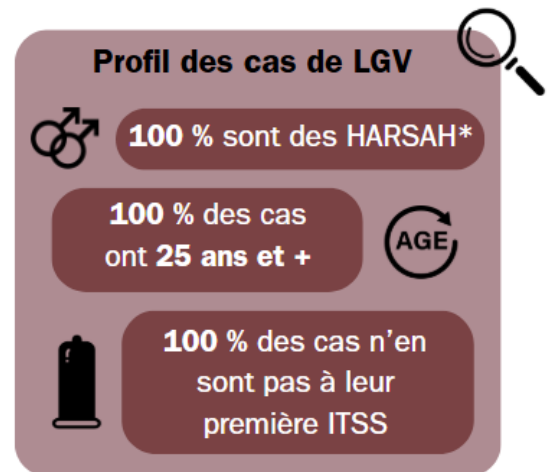 Profil des cas de LGV
100 % sont des HARSAH*
100 % des cas
ont 25 ans et +
AGE
100 % des cas n'en
sont pas à leur
première ITSS